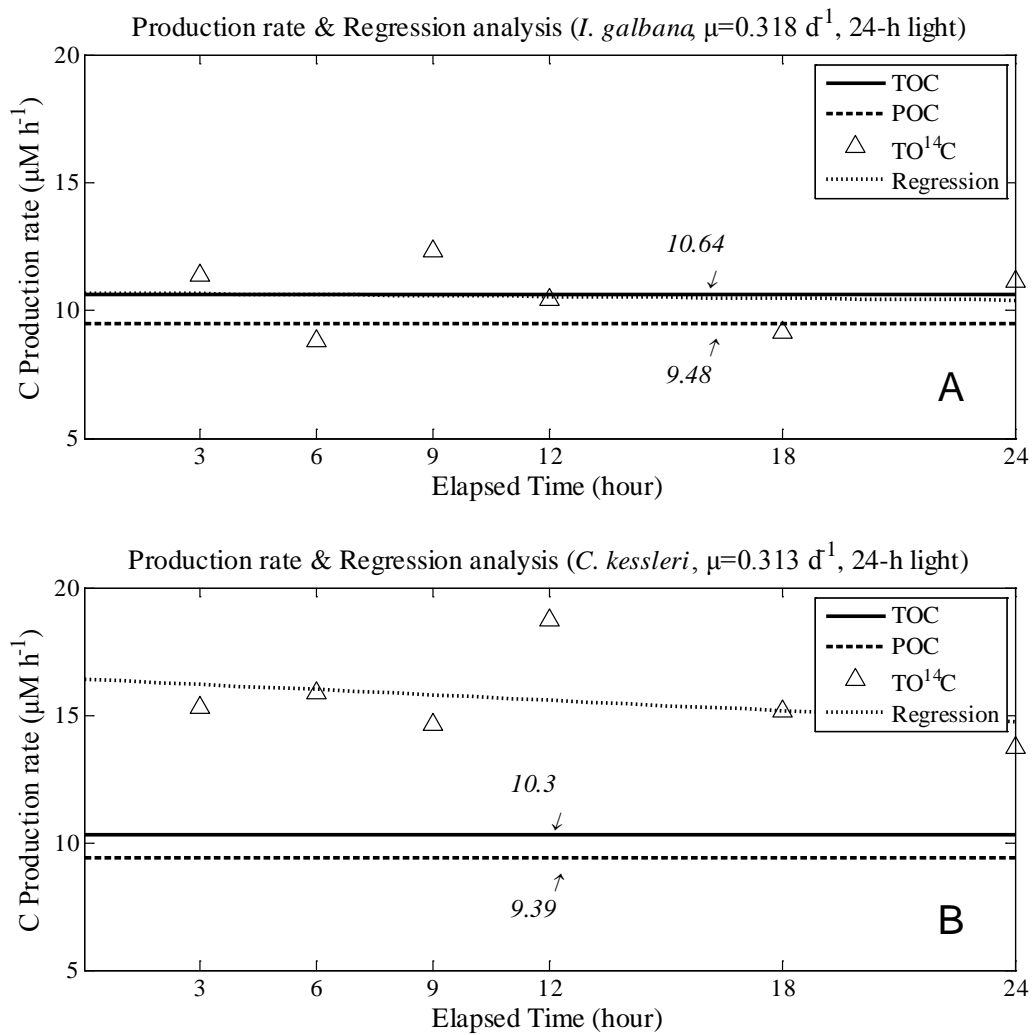 Production rate & Regression analysis (I. galbana, μ=0.318 d⁻¹, 24-h light)
20
15
10
5
C Production rate (μM h⁻¹)
TOC
POC
TO¹⁴C
Regression
10.64
9.48
A
3 6 9 12 18 24
Elapsed Time (hour)
Production rate & Regression analysis (C. kessleri, μ=0.313 d⁻¹, 24-h light)
20
15
10
5
C Production rate (μM h⁻¹)
TOC
POC
TO¹⁴C
Regression
10.3
9.39
B
3 6 9 12 18 24
Elapsed Time (hour)